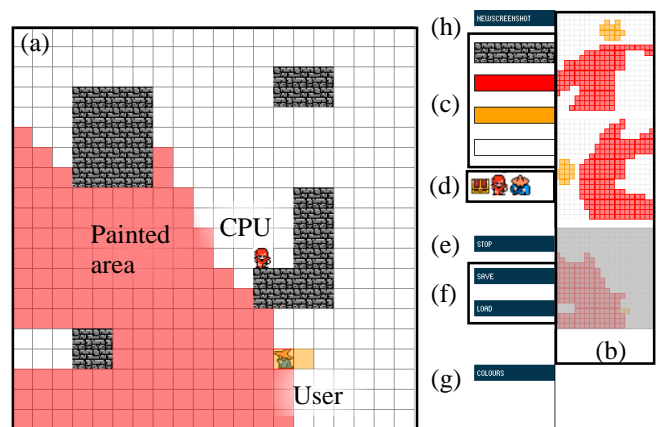 (a)
CPU
Painted
area
User
(h)
NEWSCREENSHOT
(c)
(d)
(e)
STOP
(f)
SAVE
LOAD
(b)
(g)
COLOURS